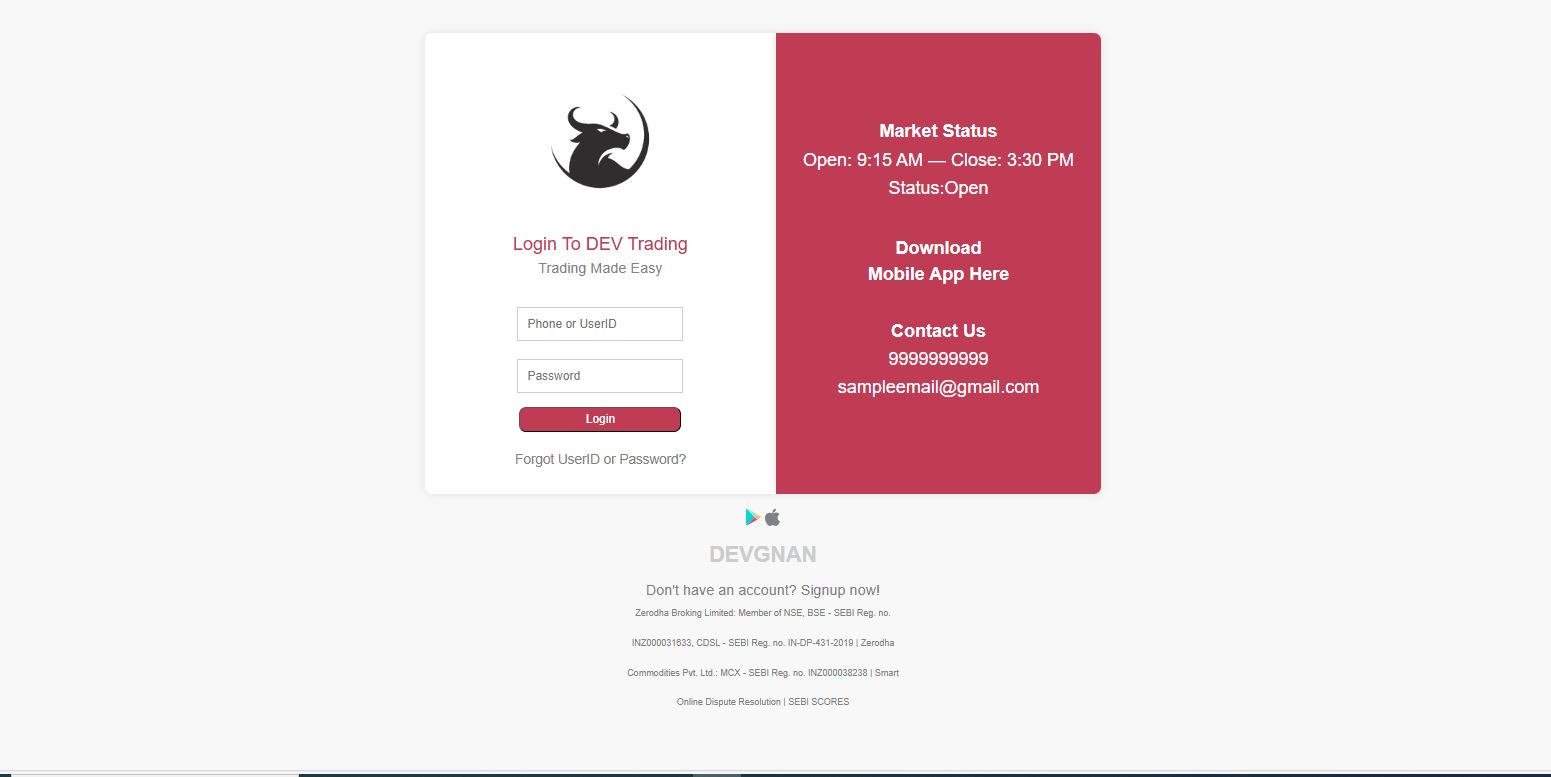 Login To DEV Trading
Trading Made Easy
Phone or UserID
Password
Login
Forgot UserID or Password?
Market Status
Open: 9:15 AM — Close: 3:30 PM
Status:Open
Download
Mobile App Here
Contact Us
9999999999
sampleemail@gmail.com
DEVGNAN
Don't have an account? Signup now!
Zerodha Broking Limited: Member of NSE, BSE - SEBI Reg. no.
INZ000031633, CDSL - SEBI Reg. no. IN-DP-431-2019 | Zerodha
Commodities Pvt. Ltd.: MCX - SEBI Reg. no. INZ000038238 | Smart
Online Dispute Resolution | SEBI SCORES